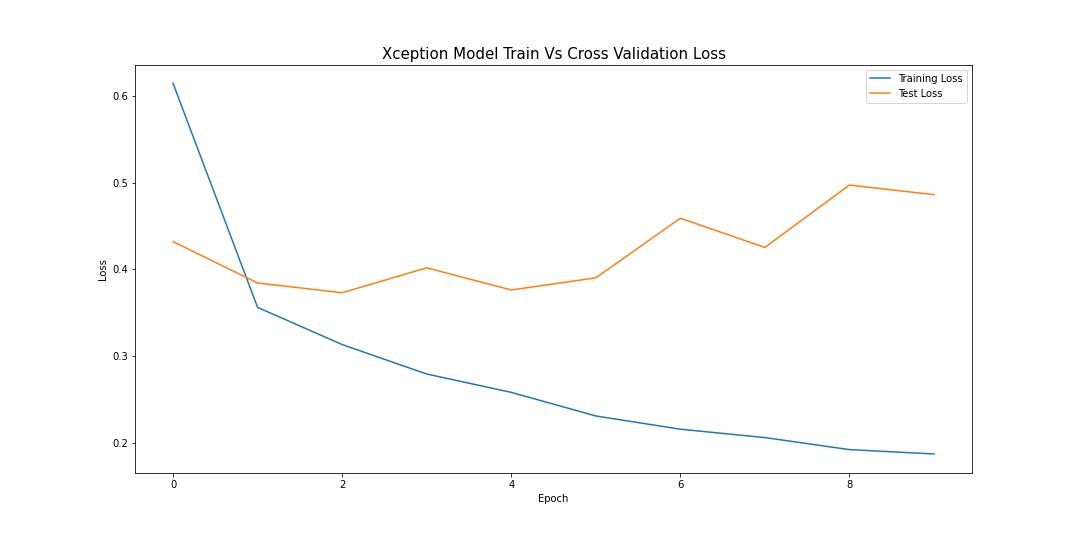 Xception Model Train Vs Cross Validation Loss
Training Loss
Test Loss
0.6
0.5
0.4
0.3
0.2
Loss
0 2 4 6 8
Epoch